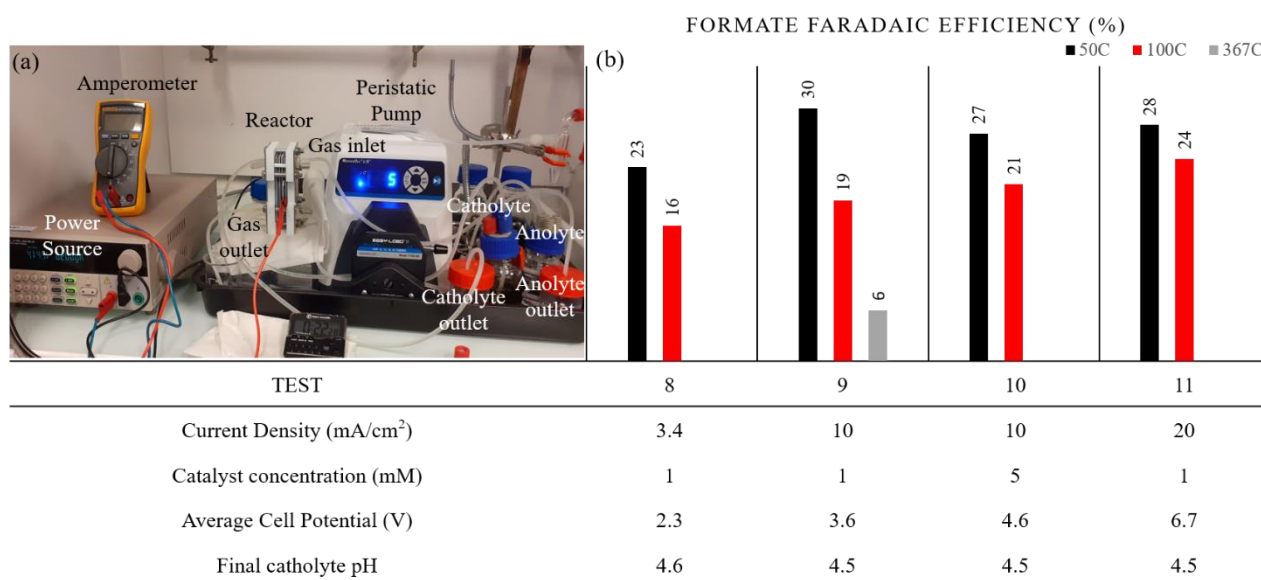 FORMATE FARADAIC EFFICIENCY (%)
50C 100C 367C
(a)
Amperometer
Peristatic
Pump
Reactor
Gas inlet
Catholyte
Power
Source
Gas
outlet
Anolyte
Catholyte
outlet
Anolyte
outlet
5
(b)
23
16
30
19
6
27
21
28
24
TEST 8 9 10 11
Current Density (mA/cm²) 3.4 10 10 20
Catalyst concentration (mM) 1 1 5 1
Average Cell Potential (V) 2.3 3.6 4.6 6.7
Final catholyte pH 4.6 4.5 4.5 4.5